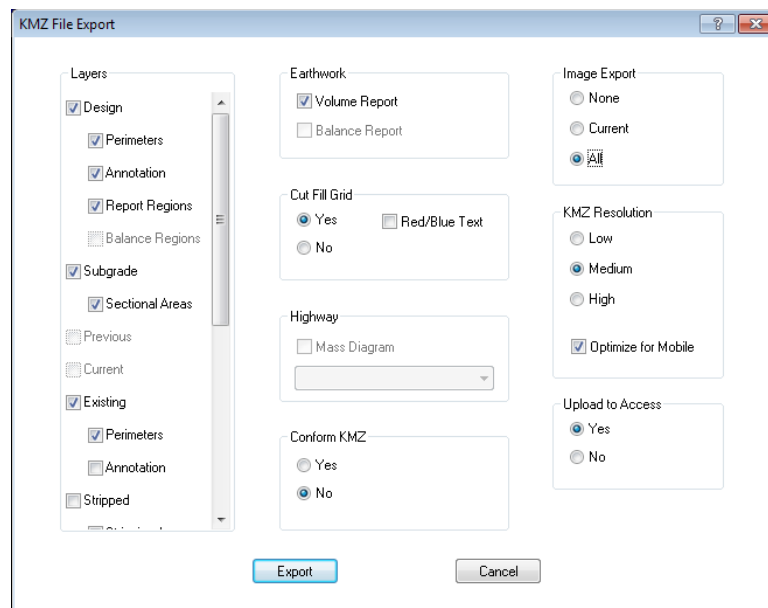 KMZ File Export
Layers
Design
Perimeters
Annotation
Report Regions
Balance Regions
Subgrade
Sectional Areas
Previous
Current
Existing
Perimeters
Annotation
Stripped
Earthwork
Volume Report
Balance Report
Cut Fill Grid
Yes
Red/Blue Text
No
Highway
Mass Diagram
Conform KMZ
Yes
No
Image Export
None
Current
All
KMZ Resolution
Low
Medium
High
Optimize for Mobile
Upload to Access
Yes
No
Export
Cancel